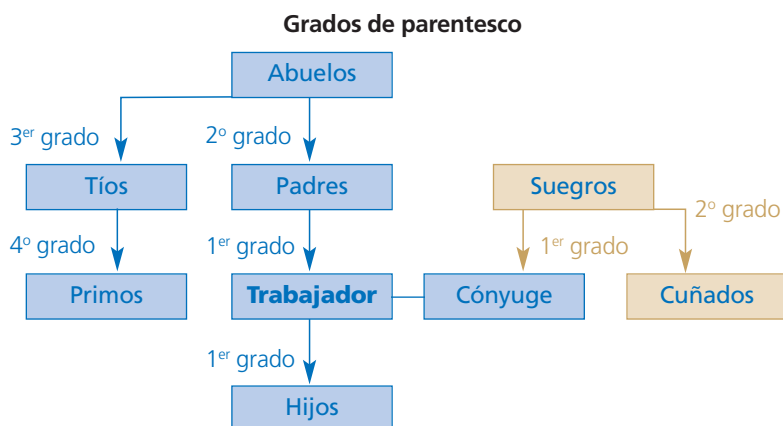 Grados de parentesco
Abuelos
3er grado
2o grado
Tíos
Padres
Suegros
2o grado
4o grado
1er grado
1er grado
Primos
Trabajador
Cónyuge
Cuñados
1er grado
Hijos